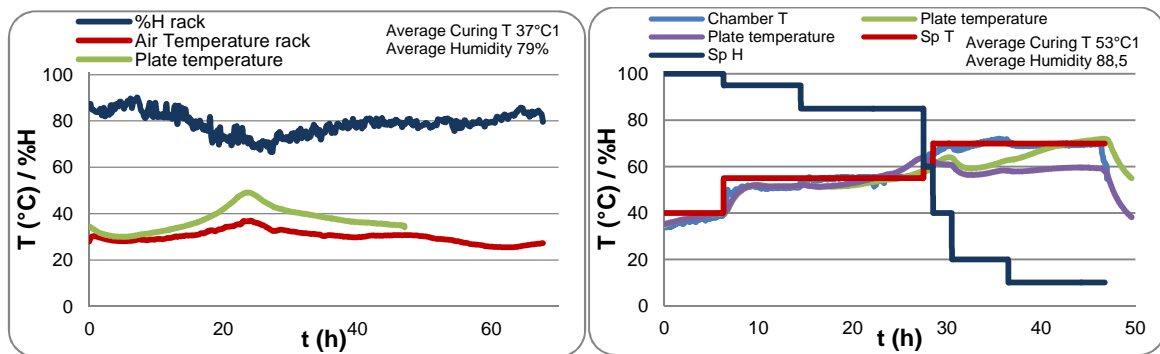 %H rack
Air Temperature rack
Plate temperature
Average Curing T 37°C1
Average Humidity 79%
100
80
60
40
20
0
T (°C) / %H
0 20 40 60
t (h)
Chamber T
Plate temperature
Plate temperature
Sp T
Sp H
Average Curing T 53°C1
Average Humidity 88,5
100
80
60
40
20
0
T (°C) / %H
0 10 20 30 40 50
t (h)